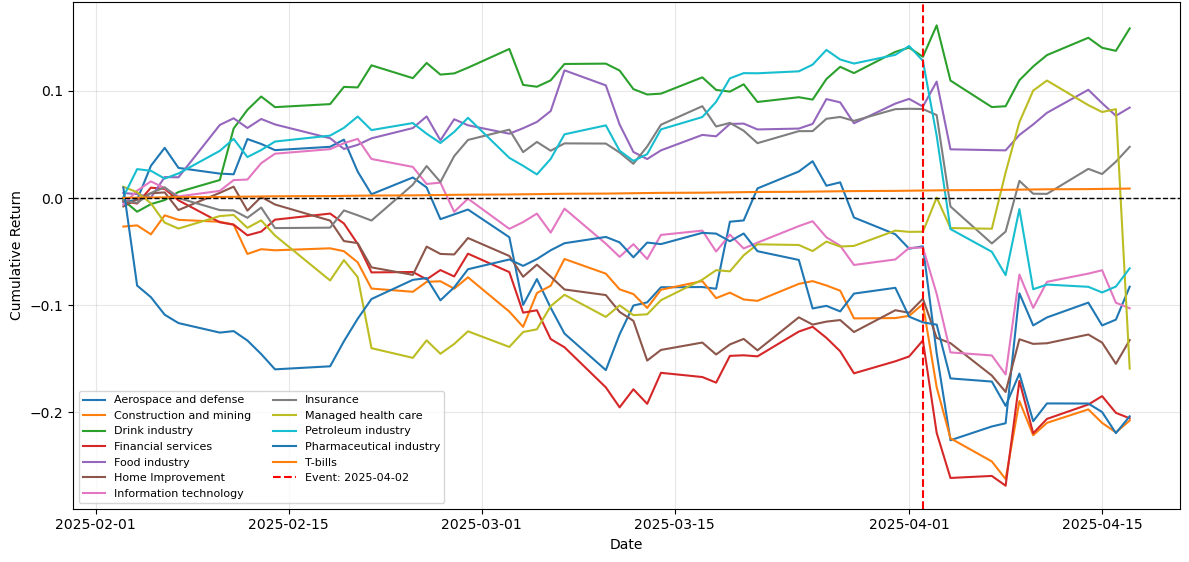 Cumulative Return
0.1
0.0
−0.1
−0.2
Aerospace and defense
Construction and mining
Drink industry
Financial services
Food industry
Home Improvement
Information technology
Insurance
Managed health care
Petroleum industry
Pharmaceutical industry
T-bills
Event: 2025-04-02
2025-02-01 2025-02-15 2025-03-01 2025-03-15 2025-04-01 2025-04-15
Date